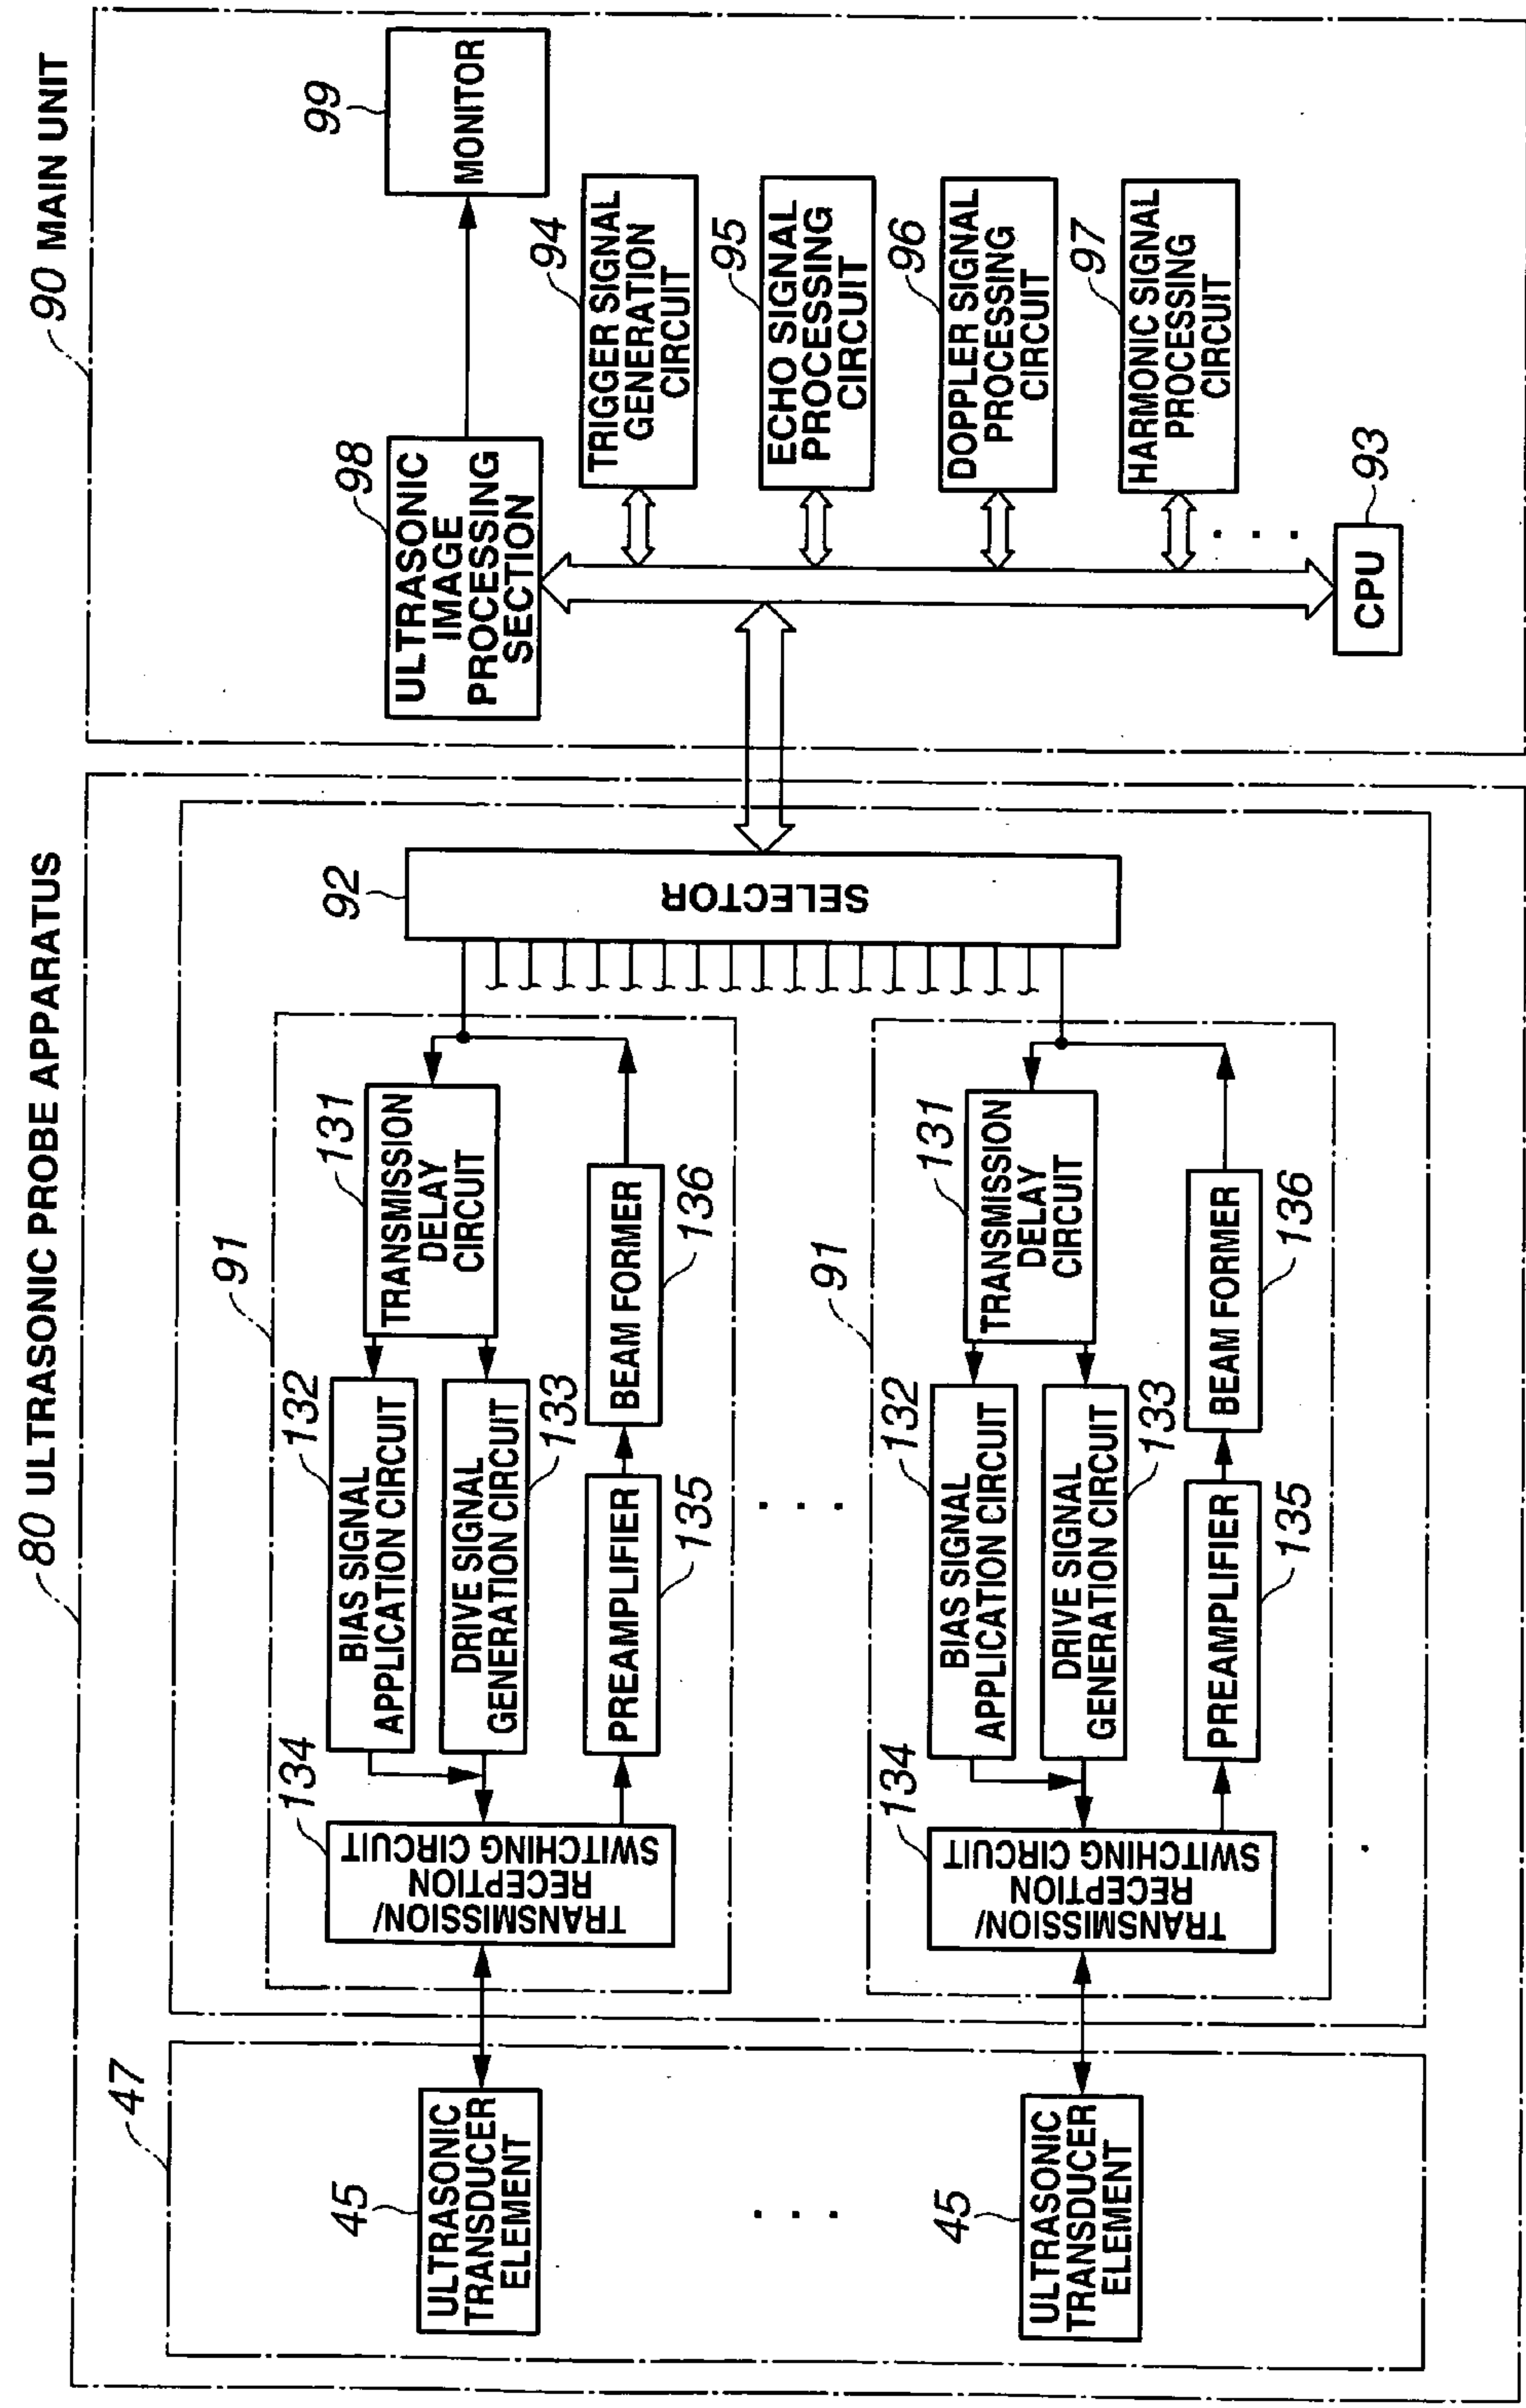 80 ULTRASONIC PROBE APPARATUS
90 MAIN UNIT
47
45
ULTRASONIC
TRANSDUCER
ELEMENT
. . .
45
ULTRASONIC
TRANSDUCER
ELEMENT
91
134
TRANSMISSION/
RECEPTION
SWITCHING CIRCUIT
132
BIAS SIGNAL
APPLICATION CIRCUIT
DRIVE SIGNAL
GENERATION CIRCUIT
133
131
TRANSMISSION
DELAY
CIRCUIT
PREAMPLIFIER
135
BEAM FORMER
136
. . .
91
134
TRANSMISSION/
RECEPTION
SWITCHING CIRCUIT
132
BIAS SIGNAL
APPLICATION CIRCUIT
DRIVE SIGNAL
GENERATION CIRCUIT
133
131
TRANSMISSION
DELAY
CIRCUIT
PREAMPLIFIER
135
BEAM FORMER
136
92
SELECTOR
98
ULTRASONIC
IMAGE
PROCESSING
SECTION
99
MONITOR
94
TRIGGER SIGNAL
GENERATION
CIRCUIT
95
ECHO SIGNAL
PROCESSING
CIRCUIT
96
DOPPLER SIGNAL
PROCESSING
CIRCUIT
97
HARMONIC SIGNAL
PROCESSING
CIRCUIT
. . .
93
CPU